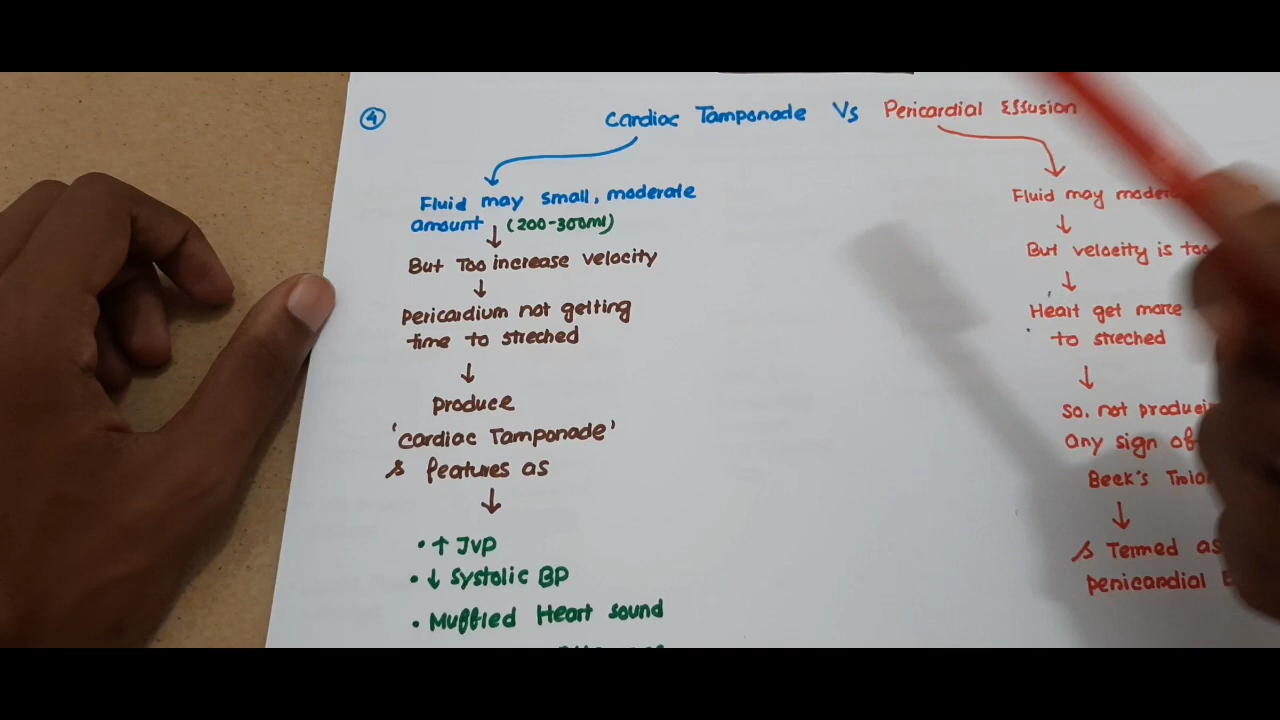 4
Cardiac Tamponade Vs Pericardial Effusion
Fluid may small, moderate
amount (200-300ml)
But Too increase velocity
Pericardium not getting
time to streched
Produce
'Cardiac Tamponade'
& features as
• ↑ JVP
• ↓ Systolic BP
• Muffled Heart sound
Fluid may
But velocity is too
Heart get more
to streched
So, not
any sign of
Beck's
& Termed as
pericardial